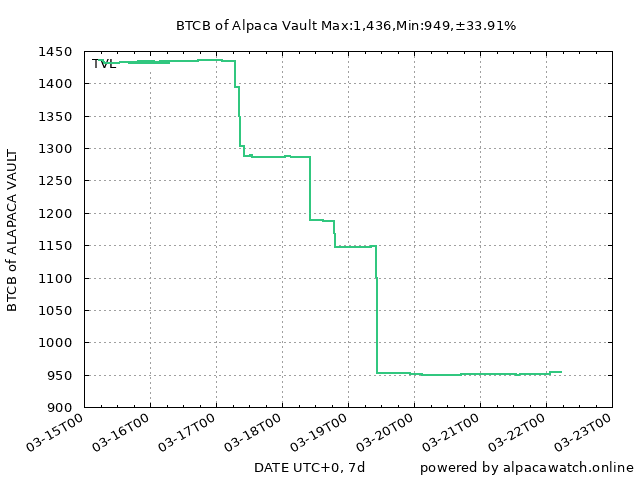 BTCB of Alpaca Vault Max:1,436,Min:949,±33.91%
TVL
1450
1400
1350
1300
1250
1200
1150
1100
1050
1000
950
900
BTCB of ALAPACA VAULT
03-15T00
03-16T00
03-17T00
03-18T00
03-19T00
03-20T00
03-21T00
03-22T00
03-23T00
DATE UTC+0, 7d
powered by alpacawatch.online